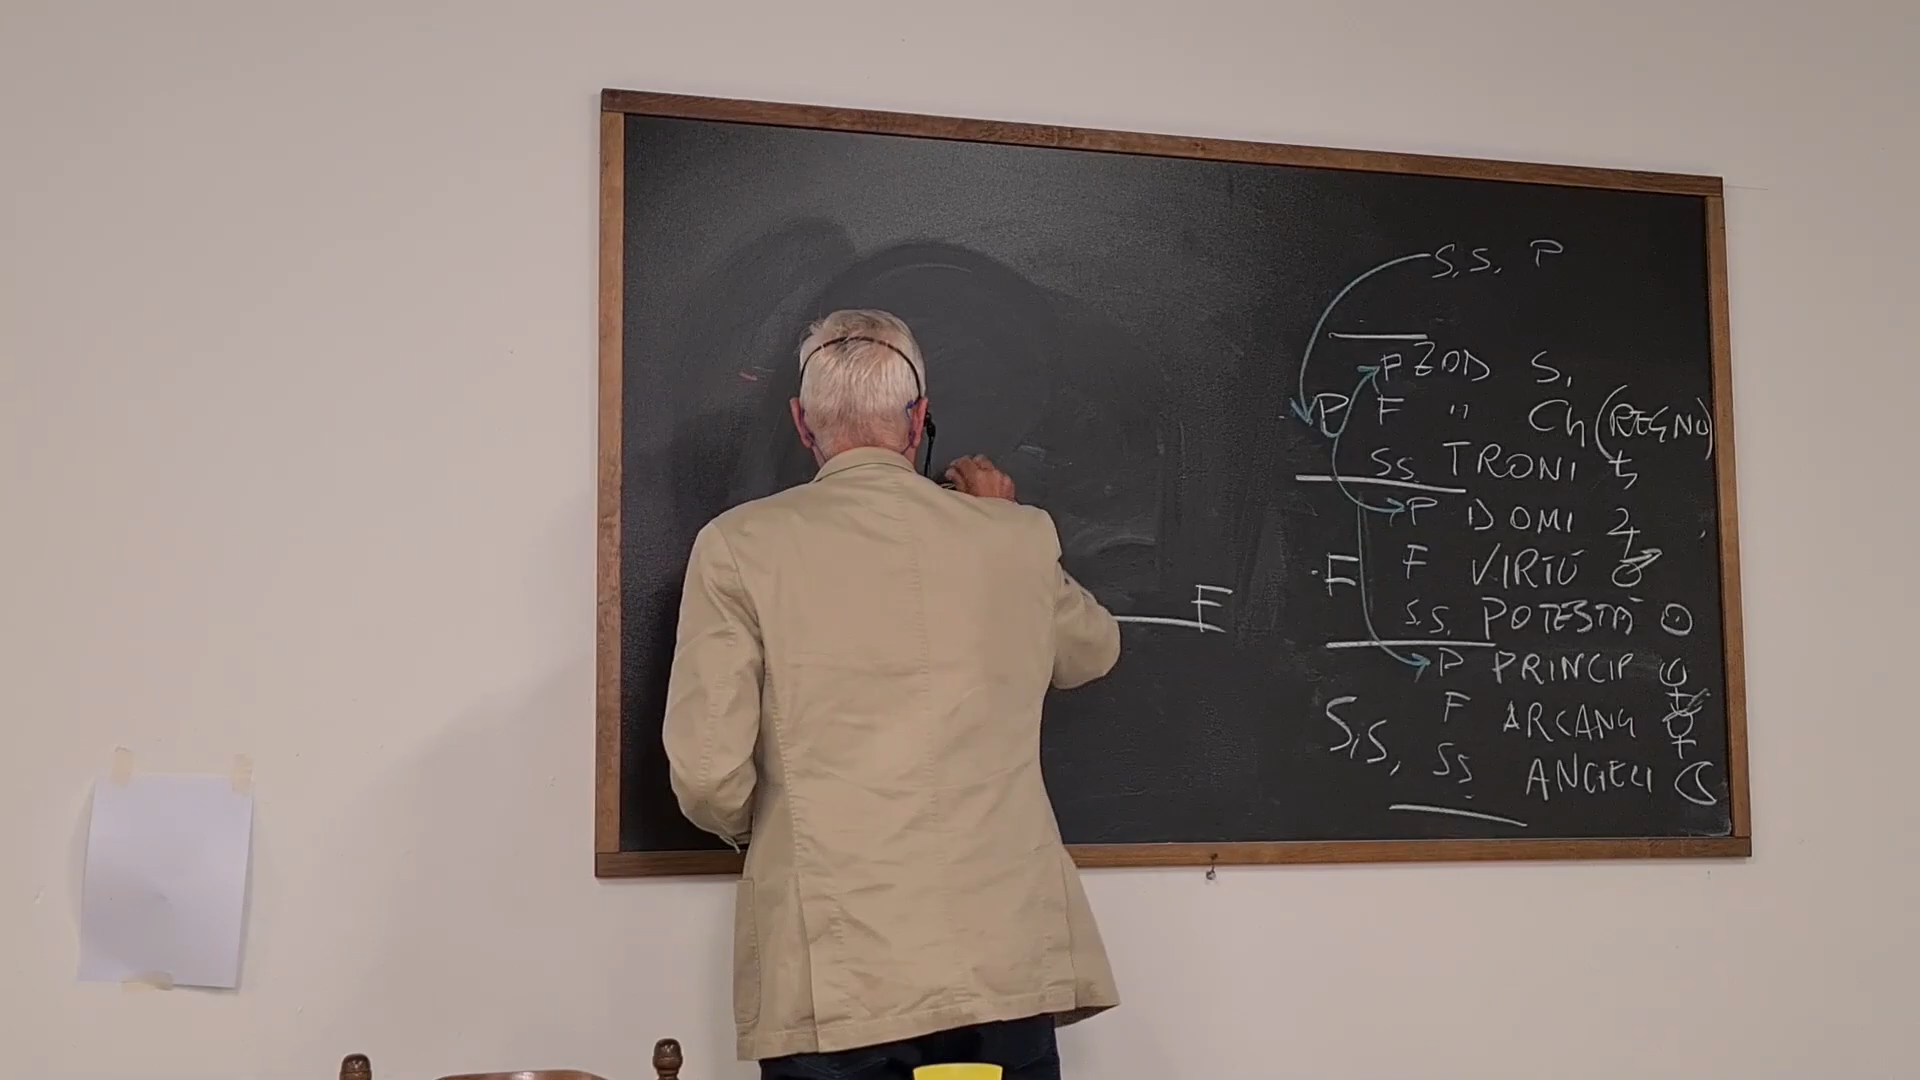 S.S. P
P ZOD S,
P F " Ch (REGNO)
SS TRONI ♄
P DOMI ♃
F F VIRTÙ ♂
S.S. POTESTÀ ☉
F
P PRINCIP
F ARCANG
S,S, SS ANGELI ☾